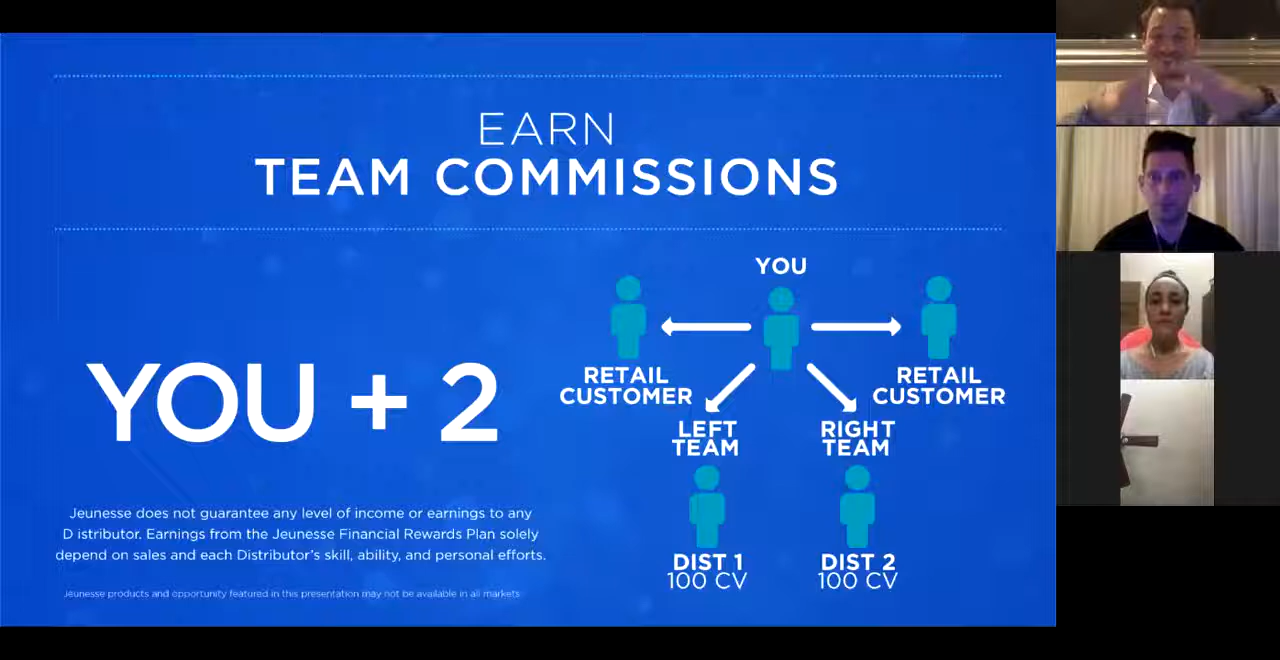 EARN
TEAM COMMISSIONS
YOU + 2
Jeunesse does not guarantee any level of income or earnings to any
D istributor. Earnings from the Jeunesse Financial Rewards Plan solely
depend on sales and each Distributor's skill, ability, and personal efforts.
Jeunesse products and opportunity featured in this presentation may not be available in all markets
YOU
RETAIL
CUSTOMER
RETAIL
CUSTOMER
LEFT
TEAM
RIGHT
TEAM
DIST 1
100 CV
DIST 2
100 CV